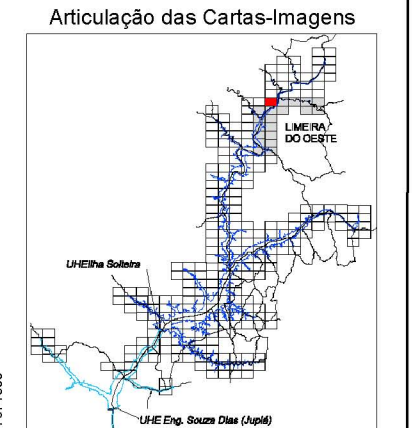 Articulação das Cartas-Imagens
LIMEIRA
DO OESTE
UHEIlha Solteira
UHE Eng. Souza Dias (Jupiá)